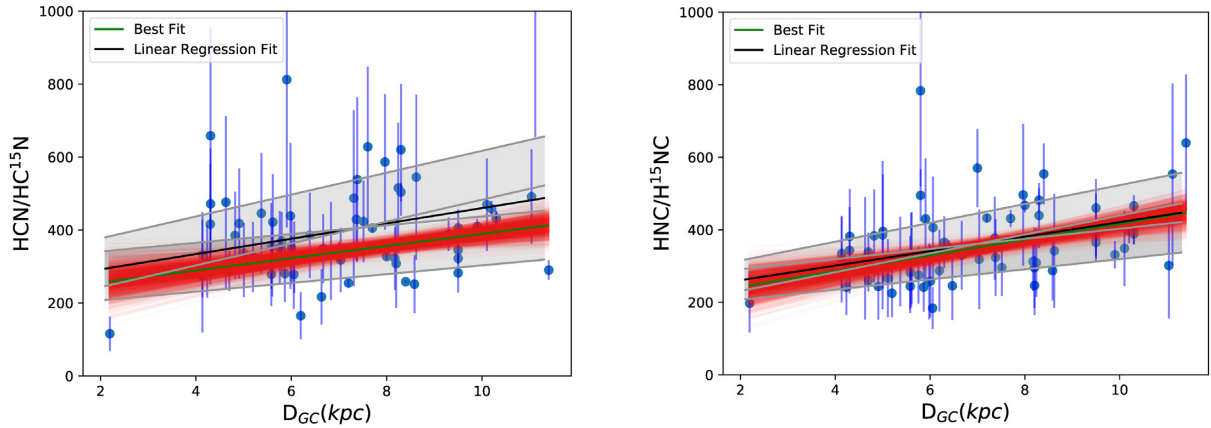 1000
800
600
400
200
0
2
4
6
8
10
HCN/HC¹⁵N
D_GC(kpc)
Best Fit
Linear Regression Fit
1000
800
600
400
200
0
2
4
6
8
10
HNC/H¹⁵NC
D_GC(kpc)
Best Fit
Linear Regression Fit